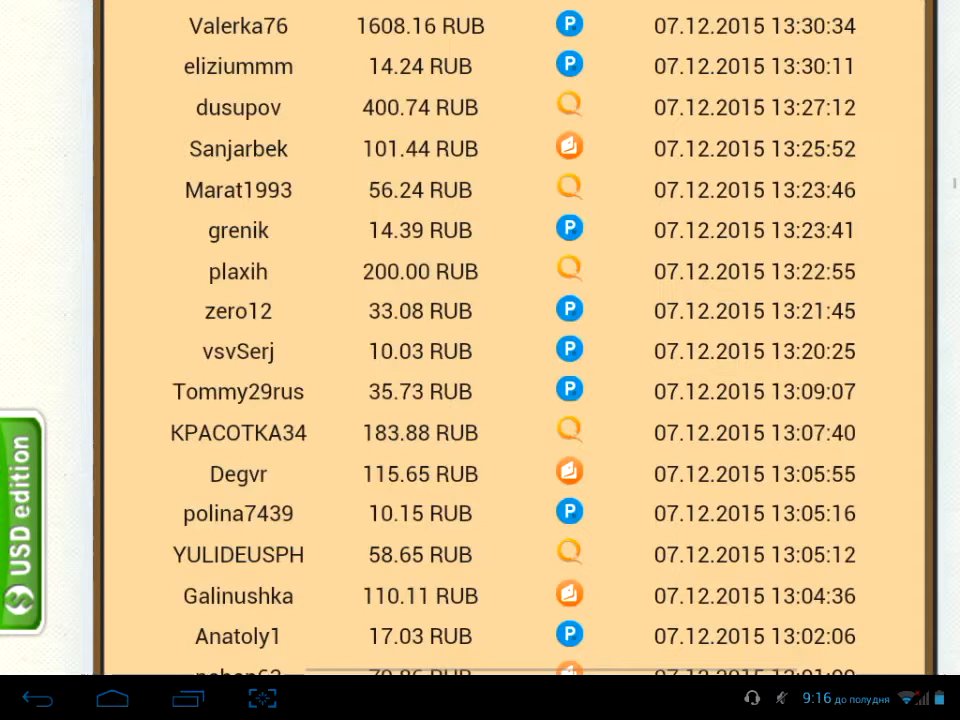 Valerka76 1608.16 RUB P 07.12.2015 13:30:34
eliziummm 14.24 RUB P 07.12.2015 13:30:11
dusupov 400.74 RUB 07.12.2015 13:27:12
Sanjarbek 101.44 RUB 07.12.2015 13:25:52
Marat1993 56.24 RUB 07.12.2015 13:23:46
grenik 14.39 RUB P 07.12.2015 13:23:41
plaxih 200.00 RUB 07.12.2015 13:22:55
zero12 33.08 RUB P 07.12.2015 13:21:45
vsvSerj 10.03 RUB P 07.12.2015 13:20:25
Tommy29rus 35.73 RUB P 07.12.2015 13:09:07
KPACOTKA34 183.88 RUB 07.12.2015 13:07:40
Degvr 115.65 RUB 07.12.2015 13:05:55
polina7439 10.15 RUB P 07.12.2015 13:05:16
YULIDEUSPH 58.65 RUB 07.12.2015 13:05:12
Galinushka 110.11 RUB 07.12.2015 13:04:36
Anatoly1 17.03 RUB P 07.12.2015 13:02:06
RUB 07.12.2015
$ USD edition
9:16 до полудня